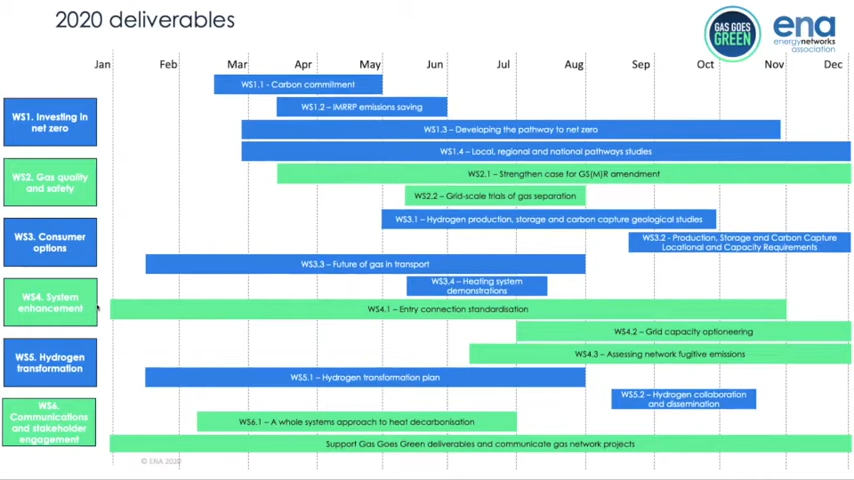 2020 deliverables
GAS GOES
GREEN
ena
energynetworks
association
Jan Feb Mar Apr May Jun Jul Aug Sep Oct Nov Dec
WS1.1 - Carbon commitment
WS1.2 – IMRRP emissions saving
WS1. Investing in
net zero
WS1.3 – Developing the pathway to net zero
WS1.4 – Local, regional and national pathways studies
WS2. Gas quality
and safety
WS2.1 – Strengthen case for GS(M)R amendment
WS2.2 – Grid-scale trials of gas separation
WS3. Consumer
options
WS3.1 – Hydrogen production, storage and carbon capture geological studies
WS3.2 - Production, Storage and Carbon Capture
Locational and Capacity Requirements
WS3.3 – Future of gas in transport
WS3.4 – Heating system
demonstrations
WS4. System
enhancement
WS4.1 – Entry connection standardisation
WS4.2 – Grid capacity optioneering
WS4.3 – Assessing network fugitive emissions
WS5. Hydrogen
transformation
WS5.1 – Hydrogen transformation plan
WS5.2 – Hydrogen collaboration
and dissemination
WS6.
Communications
and stakeholder
engagement
WS6.1 – A whole systems approach to heat decarbonisation
Support Gas Goes Green deliverables and communicate gas network projects
© ENA 2020